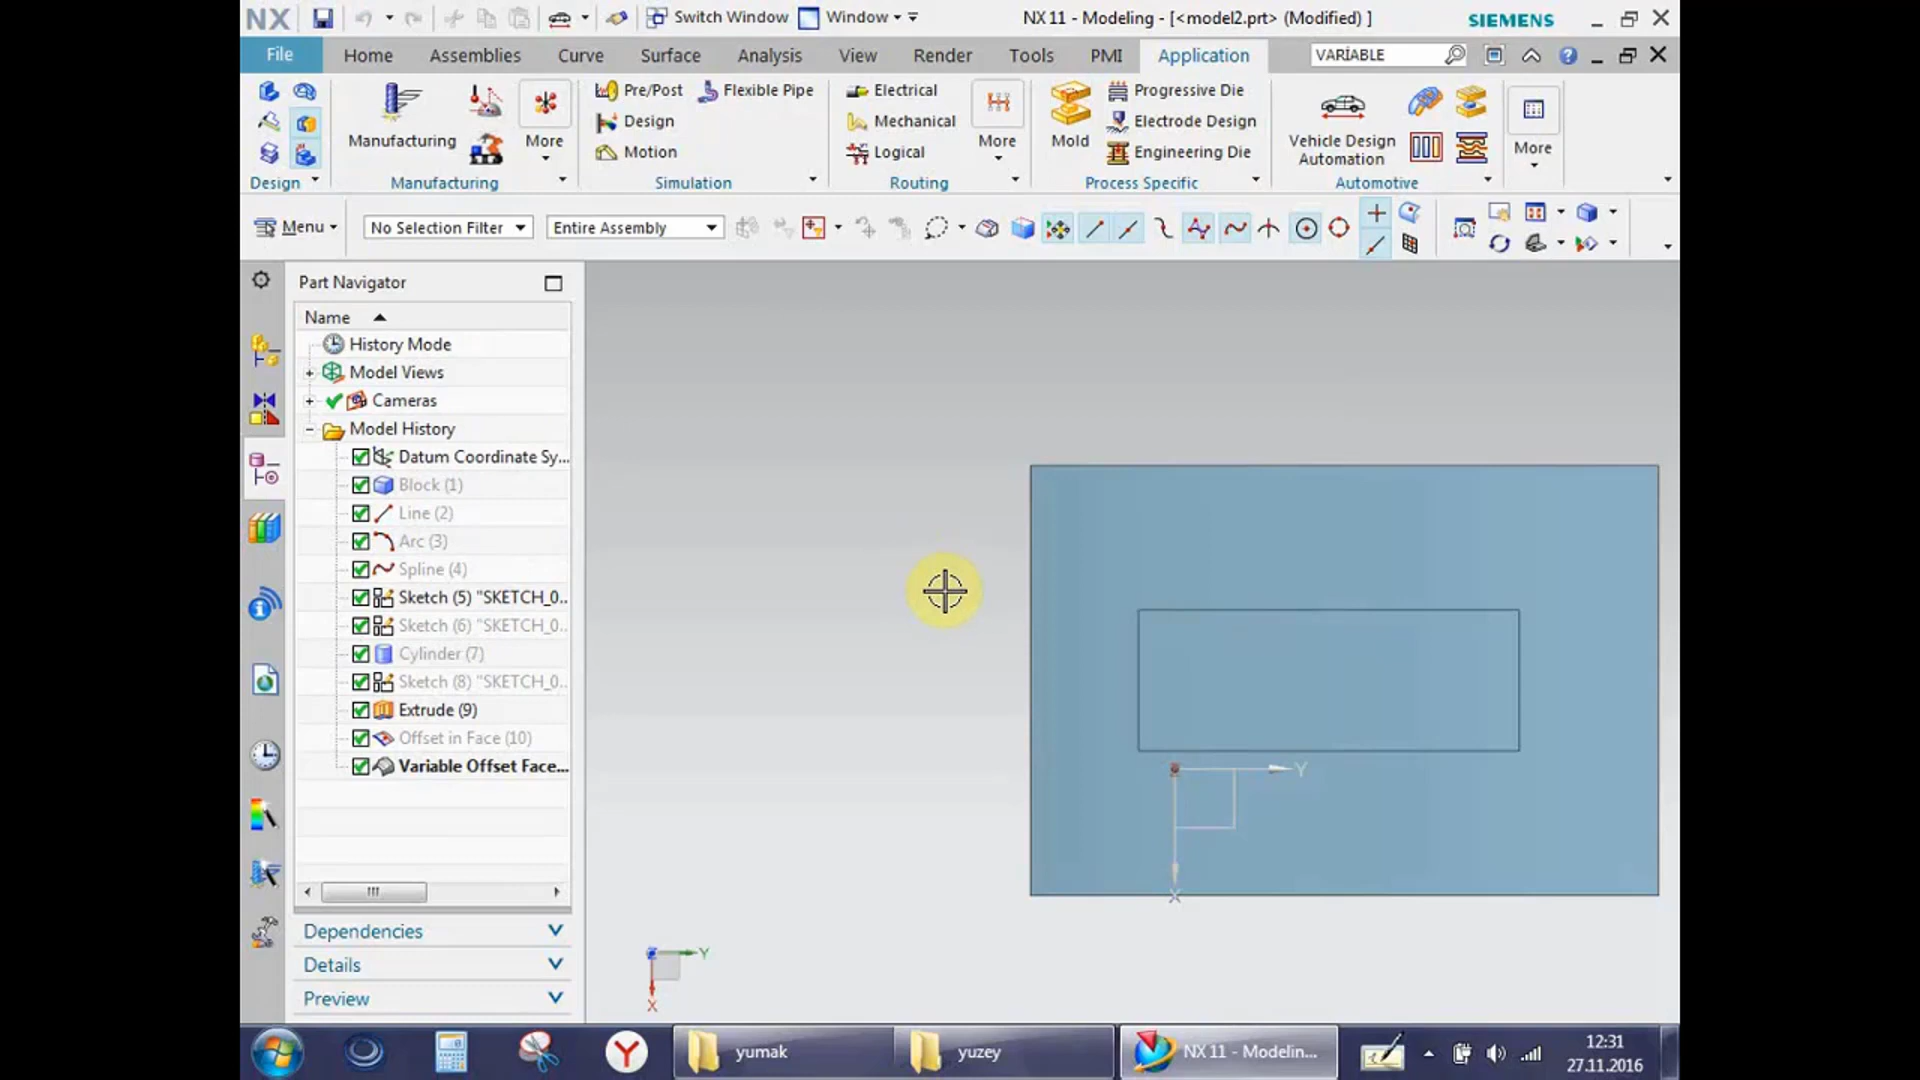 NX Switch Window Window NX 11 - Modeling - [<model2.prt> (Modified) ] SIEMENS
File Home Assemblies Curve Surface Analysis View Render Tools PMI Application VARİABLE
Pre/Post Flexible Pipe Electrical Progressive Die
Manufacturing More Design Mechanical More Mold Electrode Design Vehicle Design Automation More
Motion Logical Engineering Die
Design Manufacturing Simulation Routing Process Specific Automotive
Menu No Selection Filter Entire Assembly
Part Navigator
Name
History Mode
Model Views
Cameras
Model History
Datum Coordinate Sy...
Block (1)
Line (2)
Arc (3)
Spline (4)
Sketch (5) "SKETCH_0..
Sketch (6) "SKETCH_0..
Cylinder (7)
Sketch (8) "SKETCH_0..
Extrude (9)
Offset in Face (10)
Variable Offset Face...
Y
X
Dependencies
Details
Preview
Y
X
yumak yuzey NX 11 - Modelin... 12:31
27.11.2016